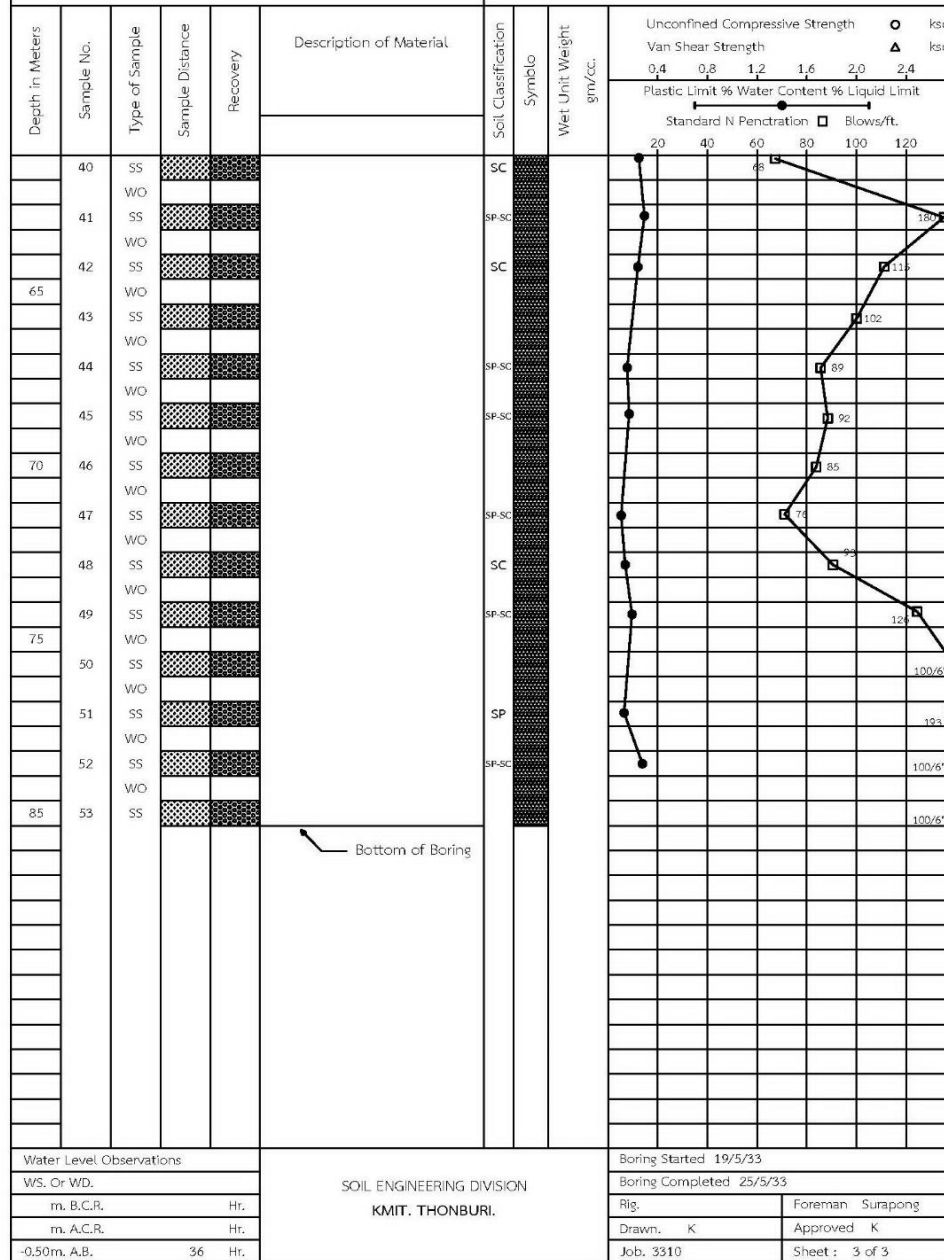 Depth in Meters
Sample No.
Type of Sample
Sample Distance
Recovery
Description of Material
Soil Classification
Symblo
Wet Unit Weight
gm/cc.
Unconfined Compressive Strength
Van Shear Strength
0.4 0.8 1.2 1.6 2.0 2.4
Plastic Limit % Water Content % Liquid Limit
Standard N Penctration Blows/ft.
20 40 60 80 100 120
40 SS SC 68
WO
41 SS SP-SC 180
WO
42 SS SC 115
65 WO
43 SS 102
WO
44 SS SP-SC 89
WO
45 SS SP-SC 92
WO
70 46 SS 85
WO
47 SS SP-SC 76
WO
48 SS SC 93
WO
49 SS SP-SC 126
75 WO
50 SS 100/6"
WO
51 SS SP 193
WO
52 SS SP-SC 100/6"
WO
85 53 SS 100/6"
Bottom of Boring
Water Level Observations
WS. Or WD.
m. B.C.R. Hr.
m. A.C.R. Hr.
-0.50m. A.B. 36 Hr.
SOIL ENGINEERING DIVISION
KMIT. THONBURI.
Boring Started 19/5/33
Boring Completed 25/5/33
Rig. Foreman Surapong
Drawn. K Approved K
Job. 3310 Sheet : 3 of 3